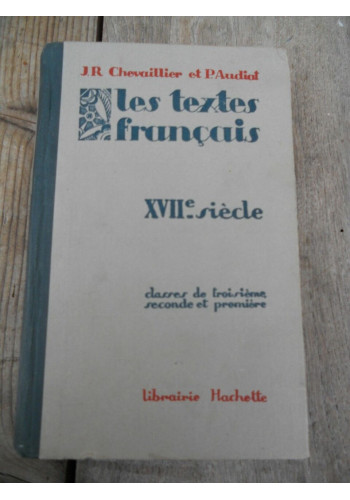 J.R Chevaillier et P.Audiat
les textes
français
XVIIe siècle
classes de troisième,
seconde et première
librairie Hachette